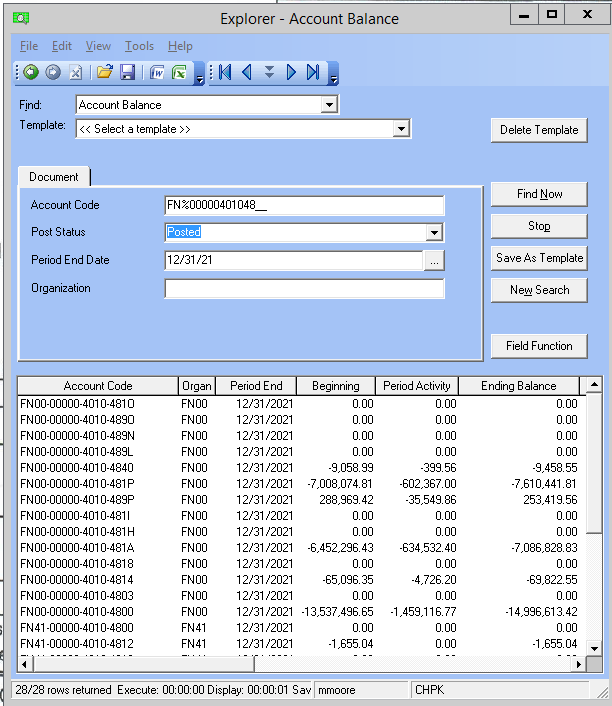 Explorer - Account Balance
File Edit View Tools Help
Find: Account Balance
Template: << Select a template >>
Delete Template
Document
Account Code FN%00000401048__
Post Status Posted
Period End Date 12/31/21 ...
Organization
Find Now
Stop
Save As Template
New Search
Field Function
Account Code Organ Period End Beginning Period Activity Ending Balance
FN00-00000-4010-481O FN00 12/31/2021 0.00 0.00 0.00
FN00-00000-4010-489O FN00 12/31/2021 0.00 0.00 0.00
FN00-00000-4010-489N FN00 12/31/2021 0.00 0.00 0.00
FN00-00000-4010-489L FN00 12/31/2021 0.00 0.00 0.00
FN00-00000-4010-4840 FN00 12/31/2021 -9,058.99 -399.56 -9,458.55
FN00-00000-4010-481P FN00 12/31/2021 -7,008,074.81 -602,367.00 -7,610,441.81
FN00-00000-4010-489P FN00 12/31/2021 288,969.42 -35,549.86 253,419.56
FN00-00000-4010-481I FN00 12/31/2021 0.00 0.00 0.00
FN00-00000-4010-481H FN00 12/31/2021 0.00 0.00 0.00
FN00-00000-4010-481A FN00 12/31/2021 -6,452,296.43 -634,532.40 -7,086,828.83
FN00-00000-4010-4818 FN00 12/31/2021 0.00 0.00 0.00
FN00-00000-4010-4814 FN00 12/31/2021 -65,096.35 -4,726.20 -69,822.55
FN00-00000-4010-4803 FN00 12/31/2021 0.00 0.00 0.00
FN00-00000-4010-4800 FN00 12/31/2021 -13,537,496.65 -1,459,116.77 -14,996,613.42
FN41-00000-4010-4800 FN41 12/31/2021 0.00 0.00 0.00
FN41-00000-4010-4812 FN41 12/31/2021 -1,655.04 0.00 -1,655.04
28/28 rows returned Execute: 00:00:00 Display: 00:00:01 Sav mmoore CHPK